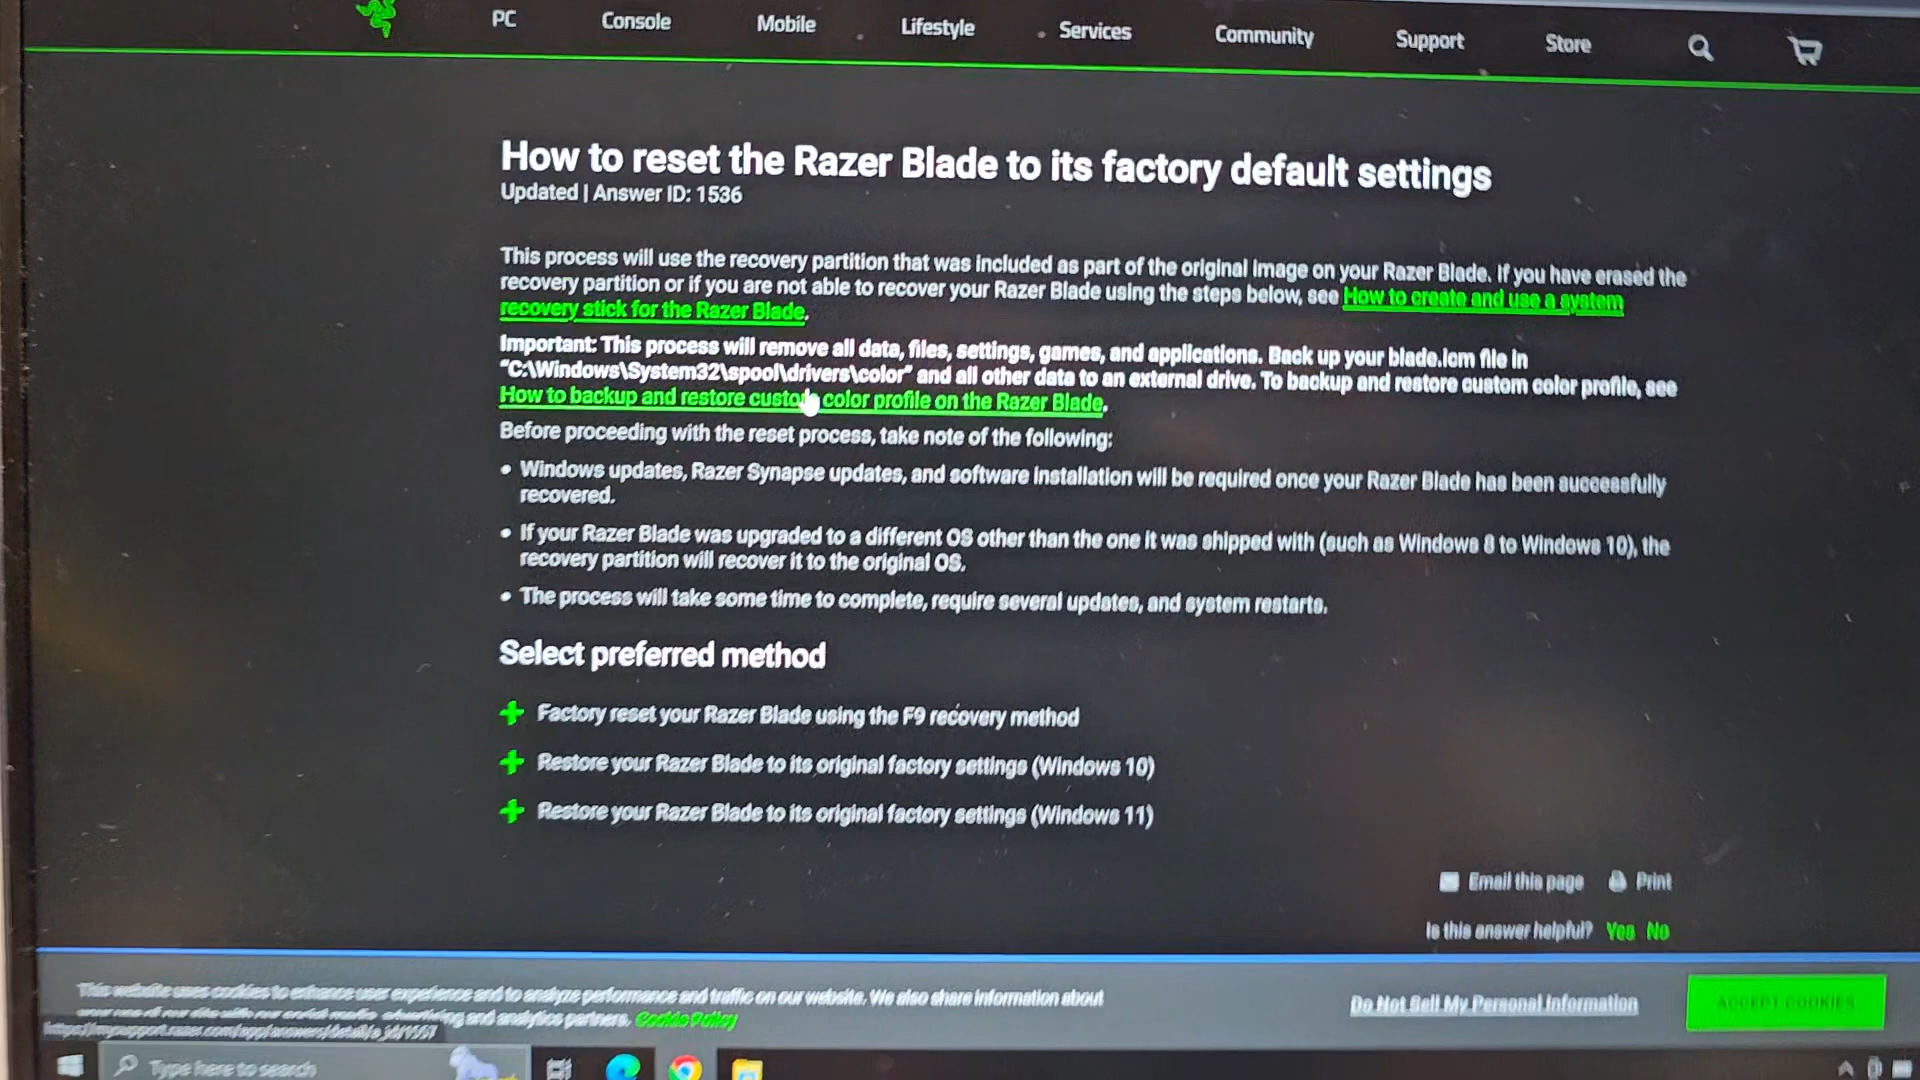 PC Console Mobile Lifestyle Services Community Support Store
How to reset the Razer Blade to its factory default settings
Updated | Answer ID: 1536
This process will use the recovery partition that was included as part of the original image on your Razer Blade. If you have erased the
recovery partition or if you are not able to recover your Razer Blade using the steps below, see How to create and use a system
recovery stick for the Razer Blade.
Important: This process will remove all data, files, settings, games, and applications. Back up your blade.icm file in
"C:\Windows\System32\spool\drivers\color" and all other data to an external drive. To backup and restore custom color profile, see
How to backup and restore custom color profile on the Razer Blade.
Before proceeding with the reset process, take note of the following:
• Windows updates, Razer Synapse updates, and software installation will be required once your Razer Blade has been successfully
recovered.
• If your Razer Blade was upgraded to a different OS other than the one it was shipped with (such as Windows 8 to Windows 10), the
recovery partition will recover it to the original OS.
• The process will take some time to complete, require several updates, and system restarts.
Select preferred method
+ Factory reset your Razer Blade using the F9 recovery method
+ Restore your Razer Blade to its original factory settings (Windows 10)
+ Restore your Razer Blade to its original factory settings (Windows 11)
Email this page Print
Is this answer helpful? Yes No
This website uses cookies to enhance user experience and to analyze performance and traffic on our website. We also share information about
and analytics partners. Cookie Policy
Do Not Sell My Personal Information
ACCEPT COOKIES
https://mysupport.razer.com/app/answers/detail/a_id/1557
Type here to search